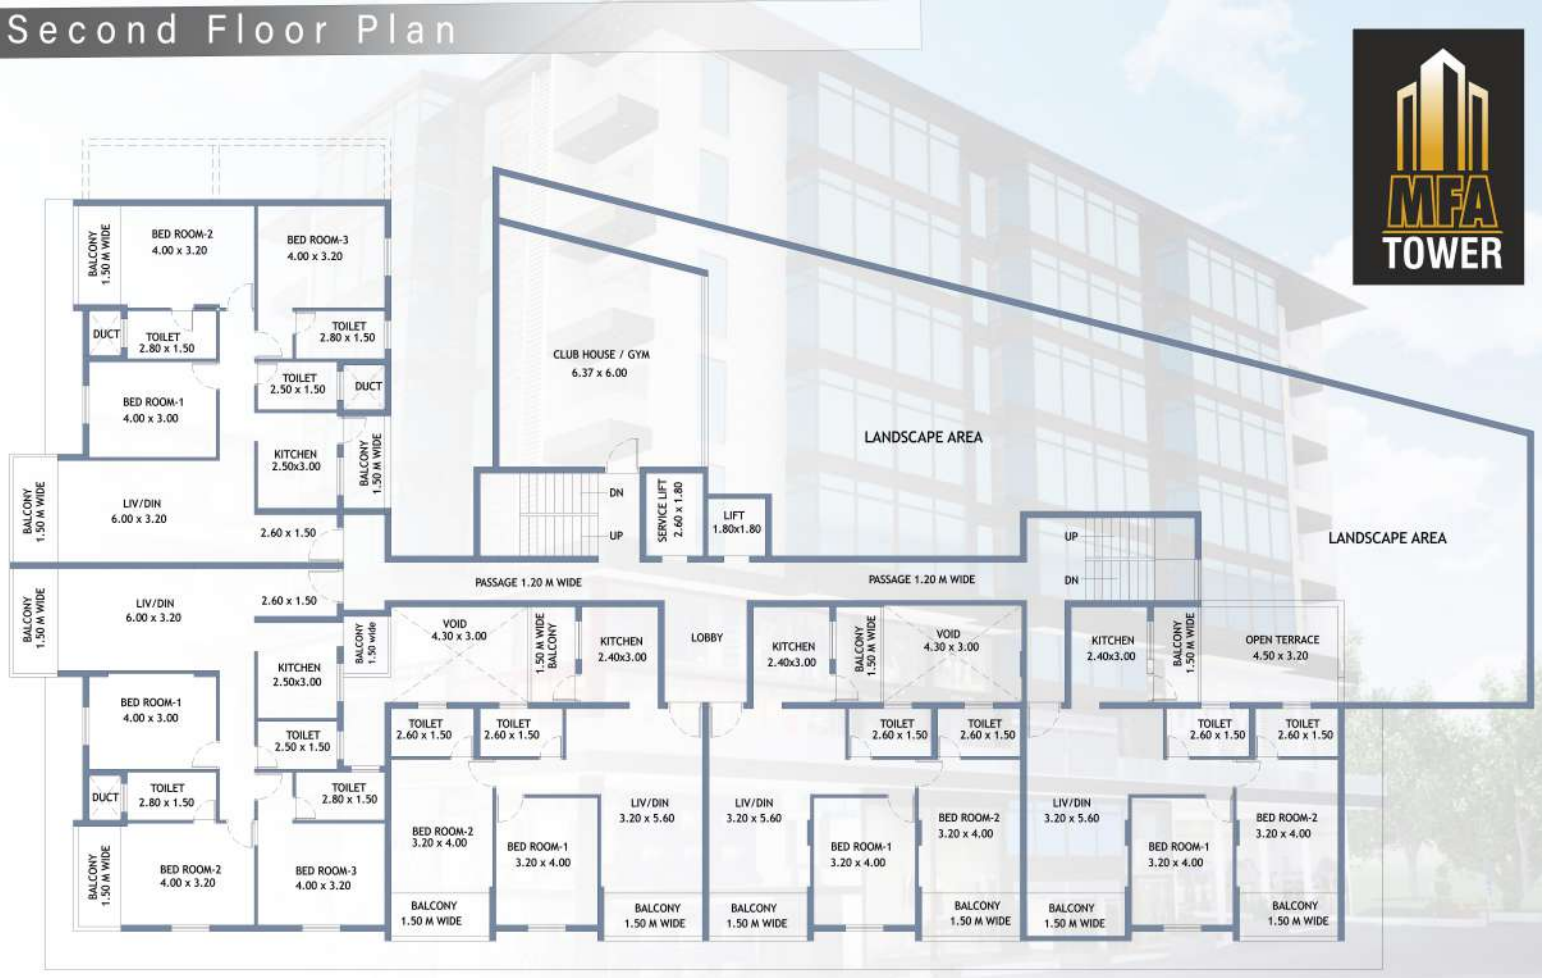 Second Floor Plan
MFA
TOWER
BALCONY
1.50 M WIDE
BED ROOM-2
4.00 x 3.20
BED ROOM-3
4.00 x 3.20
DUCT
TOILET
2.80 x 1.50
TOILET
2.80 x 1.50
TOILET
2.50 x 1.50
DUCT
BED ROOM-1
4.00 x 3.00
KITCHEN
2.50x3.00
BALCONY
1.50 M WIDE
BALCONY
1.50 M WIDE
LIV/DIN
6.00 x 3.20
2.60 x 1.50
CLUB HOUSE / GYM
6.37 x 6.00
LANDSCAPE AREA
LANDSCAPE AREA
DN
UP
SERVICE LIFT
2.60 x 1.80
LIFT
1.80x1.80
UP
DN
PASSAGE 1.20 M WIDE
PASSAGE 1.20 M WIDE
BALCONY
1.50 M WIDE
LIV/DIN
6.00 x 3.20
2.60 x 1.50
BALCONY
1.50 wide
KITCHEN
2.50x3.00
BED ROOM-1
4.00 x 3.00
TOILET
2.50 x 1.50
DUCT
TOILET
2.80 x 1.50
TOILET
2.80 x 1.50
BALCONY
1.50 M WIDE
BED ROOM-2
4.00 x 3.20
BED ROOM-3
4.00 x 3.20
VOID
4.30 x 3.00
1.50 M WIDE
BALCONY
KITCHEN
2.40x3.00
LOBBY
KITCHEN
2.40x3.00
BALCONY
1.50 M WIDE
VOID
4.30 x 3.00
KITCHEN
2.40x3.00
BALCONY
1.50 M WIDE
OPEN TERRACE
4.50 x 3.20
TOILET
2.60 x 1.50
TOILET
2.60 x 1.50
TOILET
2.60 x 1.50
TOILET
2.60 x 1.50
TOILET
2.60 x 1.50
TOILET
2.60 x 1.50
BED ROOM-2
3.20 x 4.00
BED ROOM-1
3.20 x 4.00
LIV/DIN
3.20 x 5.60
LIV/DIN
3.20 x 5.60
BED ROOM-1
3.20 x 4.00
BED ROOM-2
3.20 x 4.00
LIV/DIN
3.20 x 5.60
BED ROOM-1
3.20 x 4.00
BED ROOM-2
3.20 x 4.00
BALCONY
1.50 M WIDE
BALCONY
1.50 M WIDE
BALCONY
1.50 M WIDE
BALCONY
1.50 M WIDE
BALCONY
1.50 M WIDE
BALCONY
1.50 M WIDE